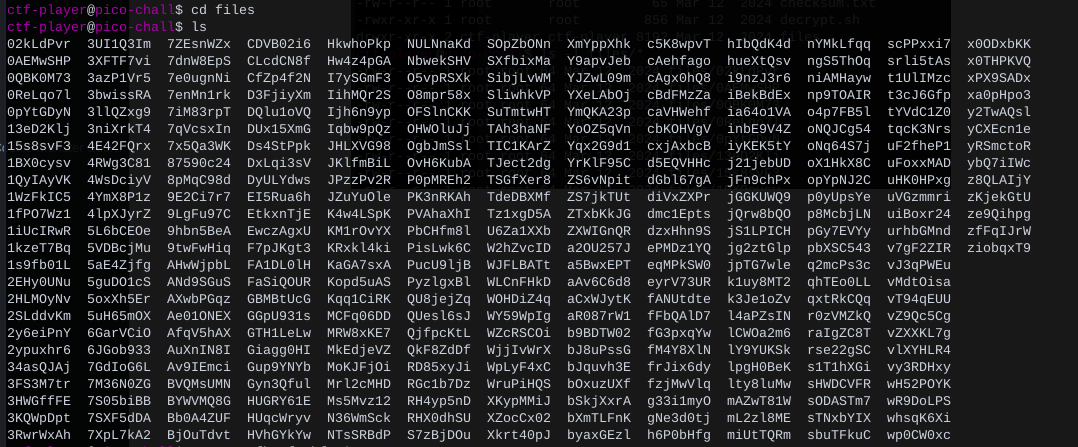 ctf-player@pico-chall$ cd files
ctf-player@pico-chall$ ls
02kLdPvr 3UI1Q3Im 7ZEsnWZx CDVB02i6 HkwhoPkp NULNnaKd SOpZbONn XmYppXhk c5K8wpvT hIbQdK4d nYMkLfqq scPPxxi7 x0ODxbKK
0AEMwSHP 3XFTF7vi 7dnW8EpS CLcdCN8f Hw4z4pGA NbwekSHV SXfbixMa Y9apvJeb cAehfago hueXtQsv ngS5ThOq srli5tAs x0THPKVQ
0QBK0M73 3azP1Vr5 7e0ugnNi CfZp4f2N I7ySGmF3 O5vpRSXk SibjLvWM YJZwL09m cAgx0hQ8 i9nzJ3r6 niAMHayw t1UlIMzc xPX9SADx
0ReLqo7l 3bwissRA 7enMn1rk D3FjiyXm IihMQr2S O8mpr58x SliwhkVP YXeLAbOj cBdFMzZa iBekBdEx np9TOAIR t3cJ6Gfp xa0pHpo3
0pYtGDyN 3llQZxg9 7iM83rpT DQlu1oVQ Ijh6n9yp OFSlnCKK SuTmtwHT YmQKA23p caVHWehf ia64o1VA o4p7FB5l tYVdC1Z0 y2TwAQsl
13eD2Klj 3niXrkT4 7qVcsxIn DUx15XmG Iqbw9pQz OHWOluJj TAh3haNF YoOZ5qVn cbKOHVgV inbE9V4Z oNQJCg54 tqcK3Nrs yCXEcn1e
15s8svF3 4E42FQrx 7x5Qa3WK Ds4StPpk JHLXVG98 OgbJmSsl TIC1KArZ Yqx2G9d1 cxjAxbcB iyKEK5tY oNq64S7j uF2fheP1 yRSmctoR
1BX0cysv 4RWg3C81 87590c24 DxLqi3sV JKlfmBiL OvH6KubA TJect2dg YrKlF95C d5EQVHHc j21jebUD oX1HkX8C uFoxxMAD ybQ7iIWc
1QyIAyVK 4WsDciyV 8pMqC98d DyULYdws JPzzPv2R P0pMREh2 TSGfXer8 ZS6vNpit dGbl67gA jFn9chPx opYpNJ2C uHK0HPxg z8QLAIjY
1WzFkIC5 4YmX8P1z 9E2Ci7r7 EI5Rua6h JZuYuOle PK3nRKAh TdeDBXMf ZS7jkTUt diVxZXPr jGGKUWQ9 p0yUpsYe uVGzmmri zKjekGtU
1fPO7Wz1 4lpXJyrZ 9LgFu97C EtkxnTjE K4w4LSpK PVAhaXhI Tz1xgD5A ZTxbKkJG dmc1Epts jQrw8bQO p8McbjLN uiBoxr24 ze9Qihpg
1iUcIRwR 5L6bCEOe 9hbn5BeA EwczAgxU KM1rOvYX PbCHfm8l U6Za1XXb ZXWIGnQR dzxHhn9S jS1LPICH pGy7EVYy urhbGMnd zfFqIJrW
1kzeT7Bq 5VDBcjMu 9twFwHiq F7pJKgt3 KRxkl4ki PisLwk6C W2hZvcID a2OU257J ePMDz1YQ jg2ztGlp pbXSC543 v7gF2ZIR ziobqxT9
1s9fb01L 5aE4Zjfg AHwWjpbL FA1DL0lH KaGA7sxA PucU9ljB WJFLBATt a5BwxEPT eqMPkSW0 jpTG7wle q2mcPs3c vJ3qPWEu
2EHy0UNu 5guDO1cS ANd9SGuS FaSiQOUR Kopd5uAS PyzlgxBl WLCnFHkD aAv6C6d8 eyrV73UR k1uy8MT2 qhTEo0LL vMdtOisa
2HLMOyNv 5oxXh5Er AXwbPGqz GBMBtUcG Kqq1CiRK QU8jejZq WOHDiZ4q aCxWJytK fANUtdte k3Je1oZv qxtRkCQq vT94qEUU
2SLddvKm 5uH65mOX Ae01ONEX GGpU931s MCFq06DD QUesl6sJ WY59WpIg aR087rW1 fFbQAlD7 l4aPZsIN r0zVMZkQ vZ9Qc5Cg
2y6eiPnY 6GarVCiO AfqV5hAX GTH1LeLw MRW8xKE7 QjfpcKtL WZcRSCOi b9BDTW02 fG3pxqYw lCWOa2m6 raIgZC8T vZXXKL7g
2ypuxhr6 6JGob933 AuXnIN8I Giagg0HI MkEdjeVZ QkF8ZdDf WjjIvWrX bJ8uPssG fM4Y8XlN lY9YUKSk rse22gSC vlXYHLR4
34asQJAj 7GdIoG6L Av9IEmci Gup9YNYb MoKJFjOi RD85xyJi WpLyF4xC bJquvh3E frJix6dy lpgH0BeK s1T1hXGi vy3RDHxy
3FS3M7tr 7M36N0ZG BVQMsUMN Gyn3Qful Mrl2cMHD RGc1b7Dz WruPiHQS bOxuzUXf fzjMwVlq lty8luMw sHWDCVFR wH52POYK
3HWGffFE 7S05biBB BYWVMQ8G HUGRY61E Ms5Mvz12 RH4yp5nD XKypMMiJ bSkjXxrA g33i1myO mAZwT81W sODASTm7 wR9DoLPS
3KQWpDpt 7SXF5dDA Bb0A4ZUF HUqcWryv N36WmSck RHX0dhSU XZocCx02 bXmTLFnK gNe3d0tj mL2zl8ME sTNxbYIX whsqK6Xi
3RwrWxAh 7XpL7kA2 BjOuTdvt HVhGYkYw NTsSRBdP S7zBjDOu Xkrt40pJ byaxGEzl h6P0bHfg miUtTQRm sbuTFkuC wp0CW0xc